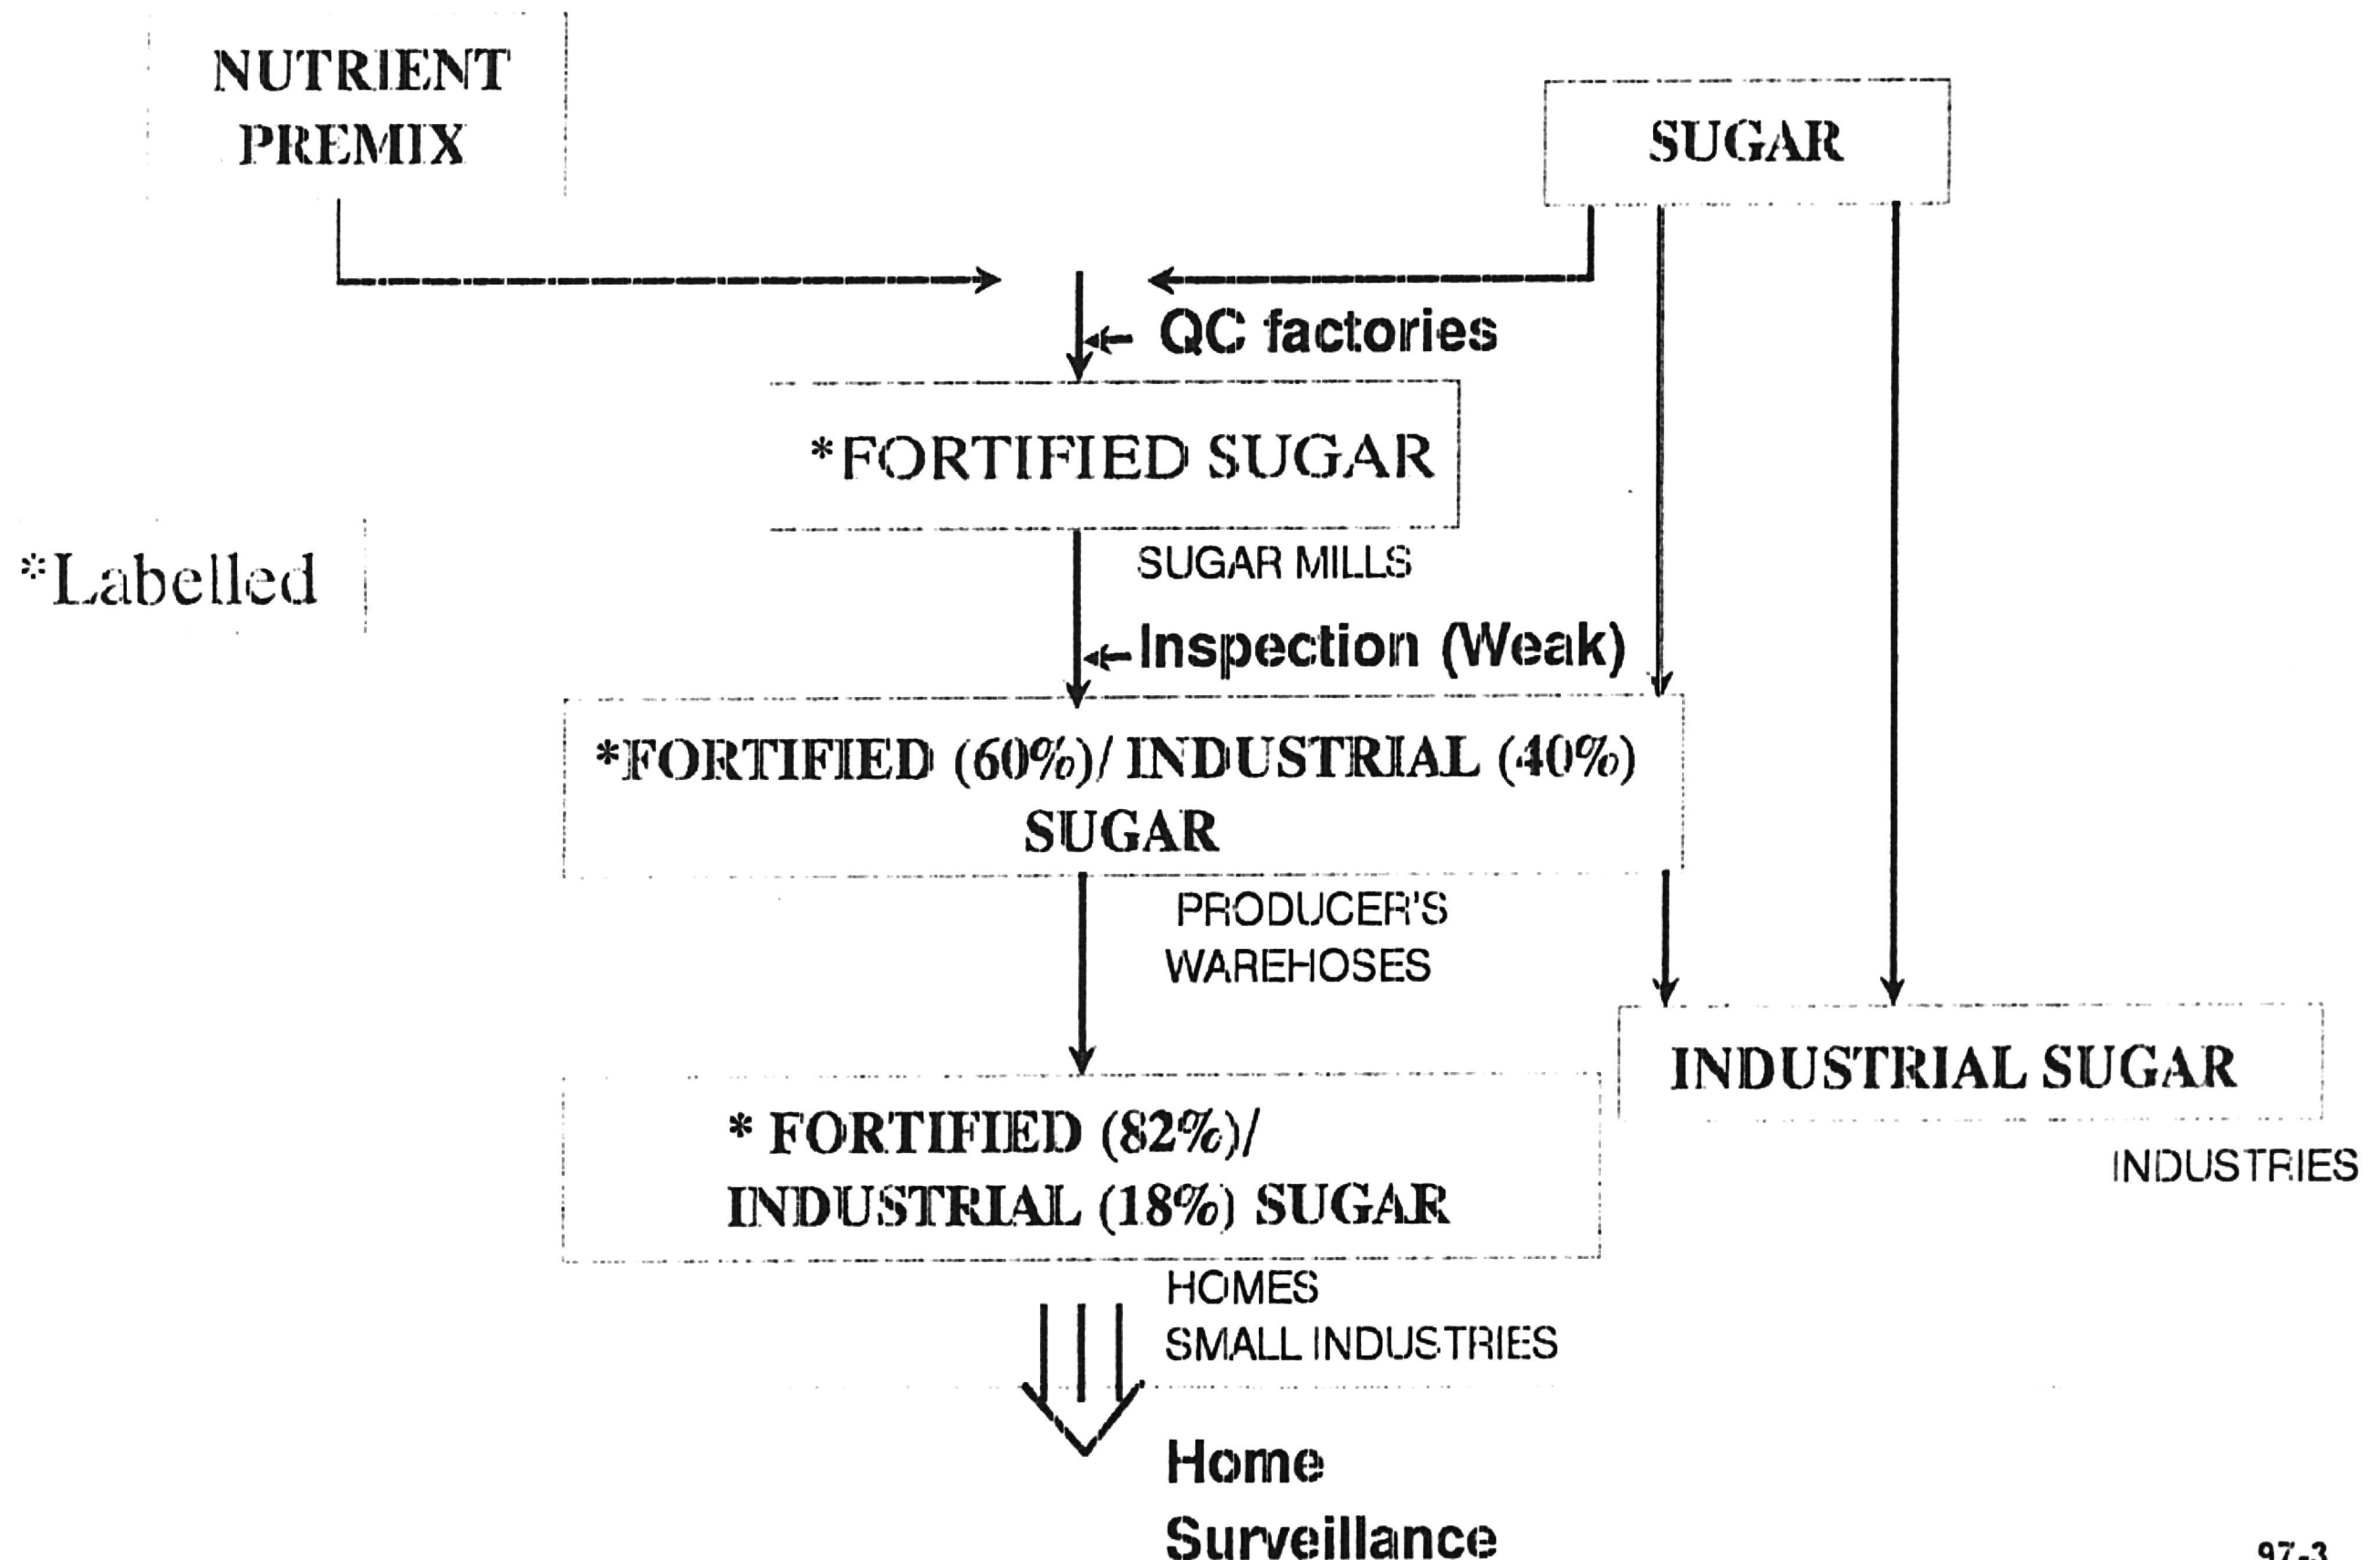 NUTRIENT
PREMIX
SUGAR
QC factories
*FORTIFIED SUGAR
*Labelled
SUGAR MILLS
Inspection (Weak)
*FORTIFIED (60%)/ INDUSTRIAL (40%)
SUGAR
PRODUCER'S
WAREHOSES
INDUSTRIAL SUGAR
* FORTIFIED (82%)/
INDUSTRIAL (18%) SUGAR
INDUSTRIES
HOMES
SMALL INDUSTRIES
Home
Surveillance
97-3